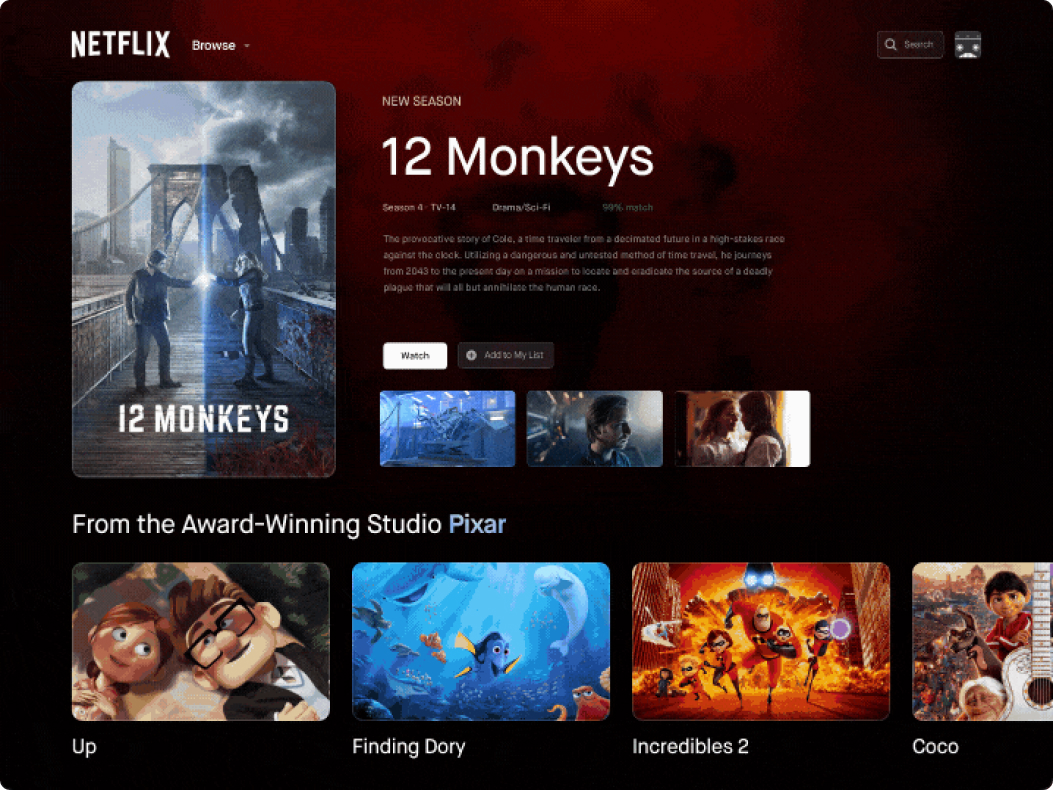 NETFLIX
Browse
Search
NEW SEASON
12 Monkeys
Season 4 · TV-14
Drama/Sci-Fi
99% match
The provocative story of Cole, a time traveler from a decimated future in a high-stakes race
against the clock. Utilizing a dangerous and untested method of time travel, he journeys
from 2043 to the present day on a mission to locate and eradicate the source of a deadly
plague that will all but annihilate the human race.
Watch
Add to My List
12 MONKEYS
From the Award-Winning Studio Pixar
Up
Finding Dory
Incredibles 2
Coco